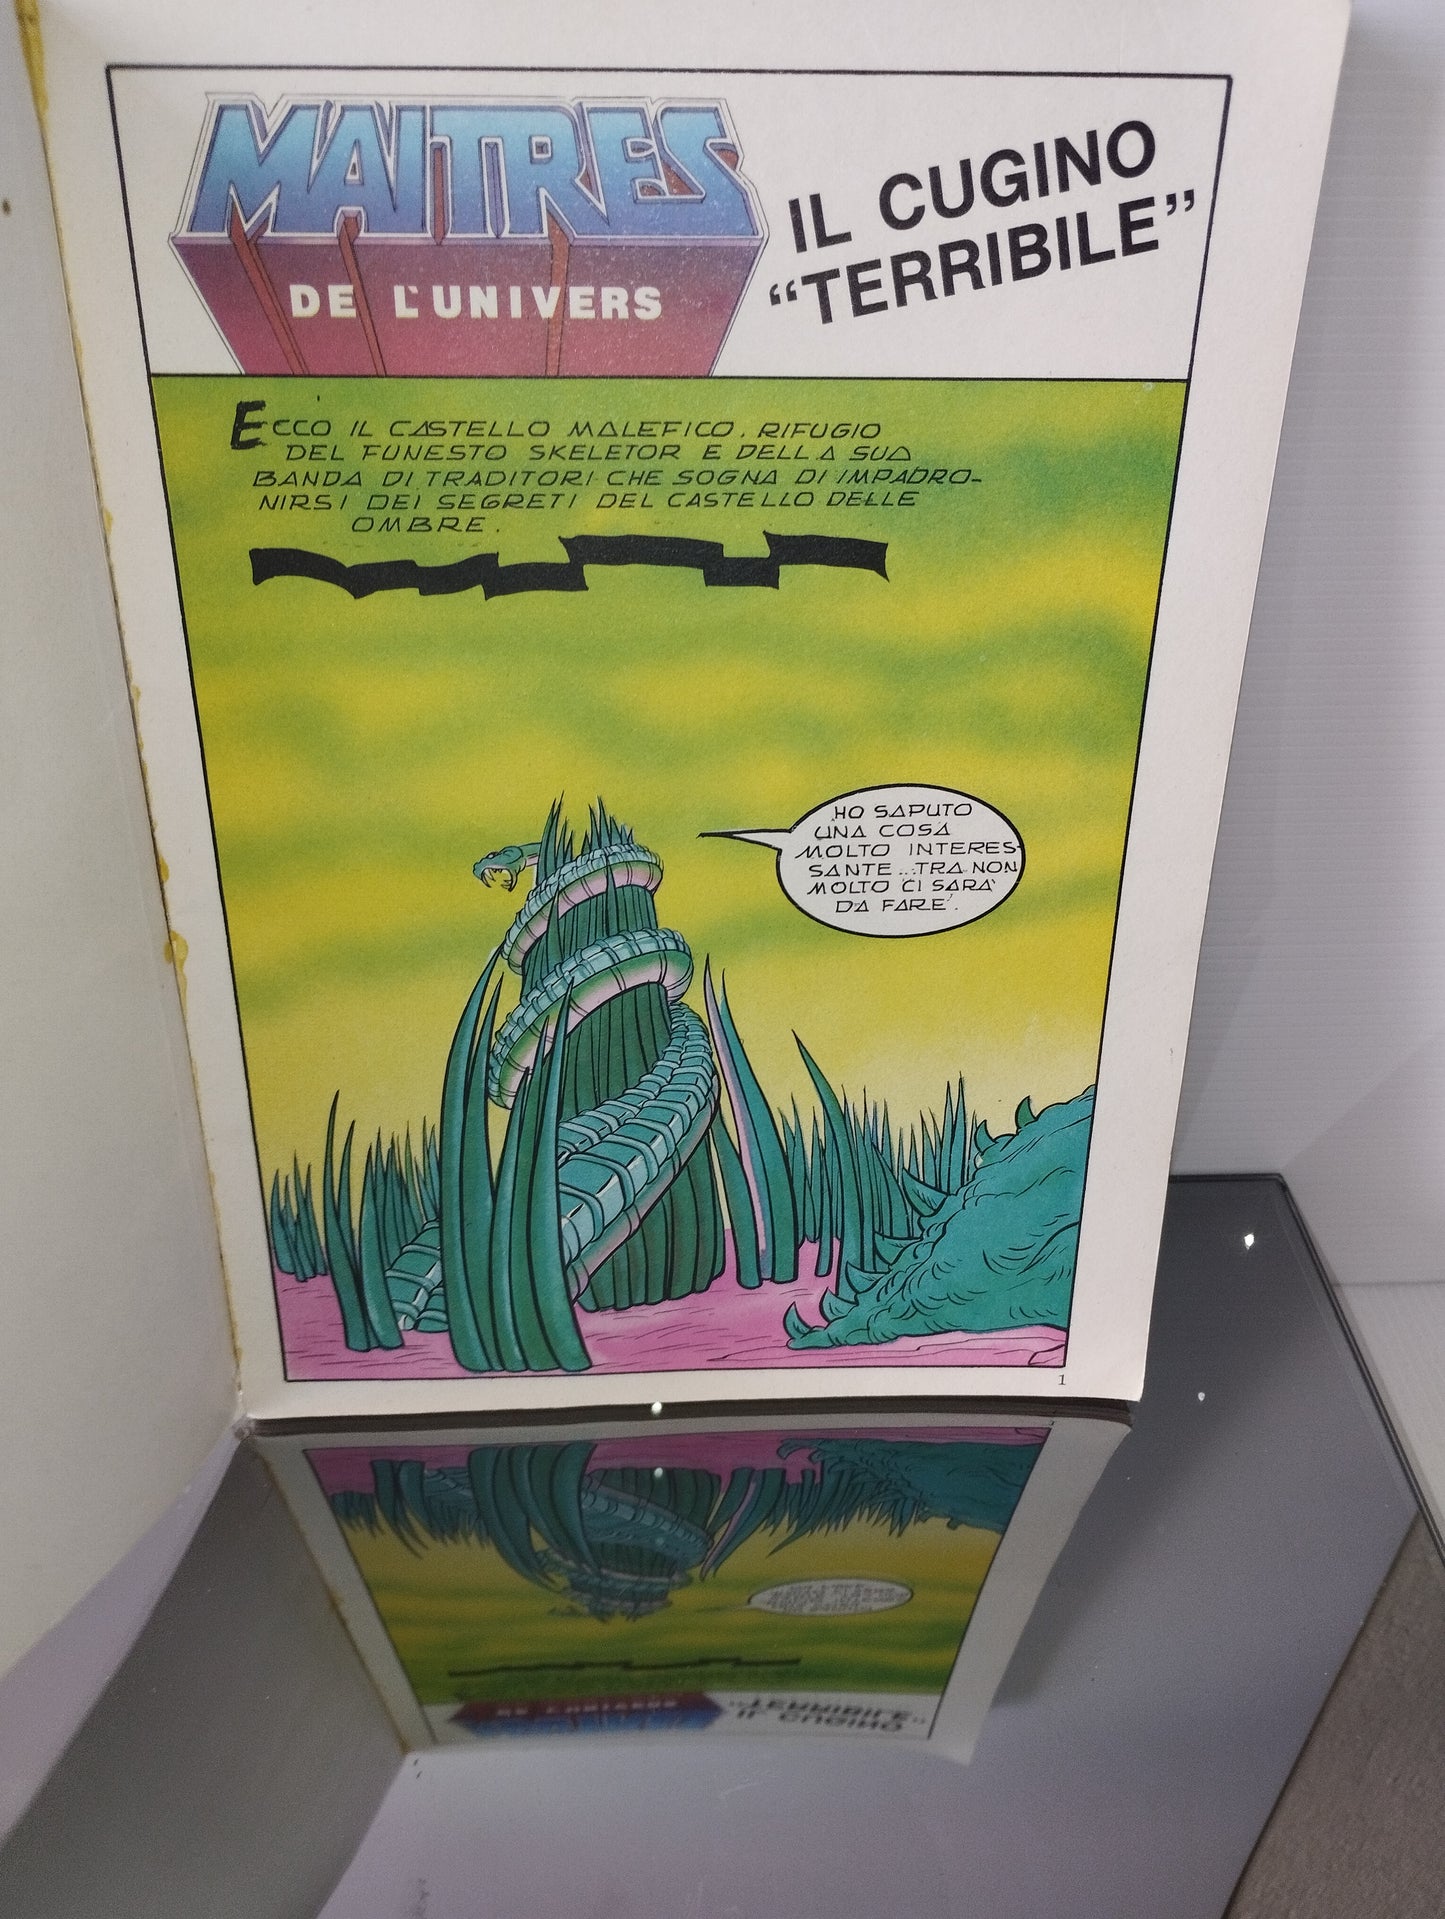 MAITRES
DE L'UNIVERS
IL CUGINO
“TERRIBILE”
ECCO IL CASTELLO MALEFICO, RIFUGIO
DEL FUNESTO SKELETOR E DELLA SUA
BANDA DI TRADITORI CHE SOGNA DI IMPADRO-
NIRSI DEI SEGRETI DEL CASTELLO DELLE
OMBRE.
HO SAPUTO
UNA COSA
MOLTO INTERES-
SANTE...TRA NON
MOLTO CI SARA'
DA FARE.
1